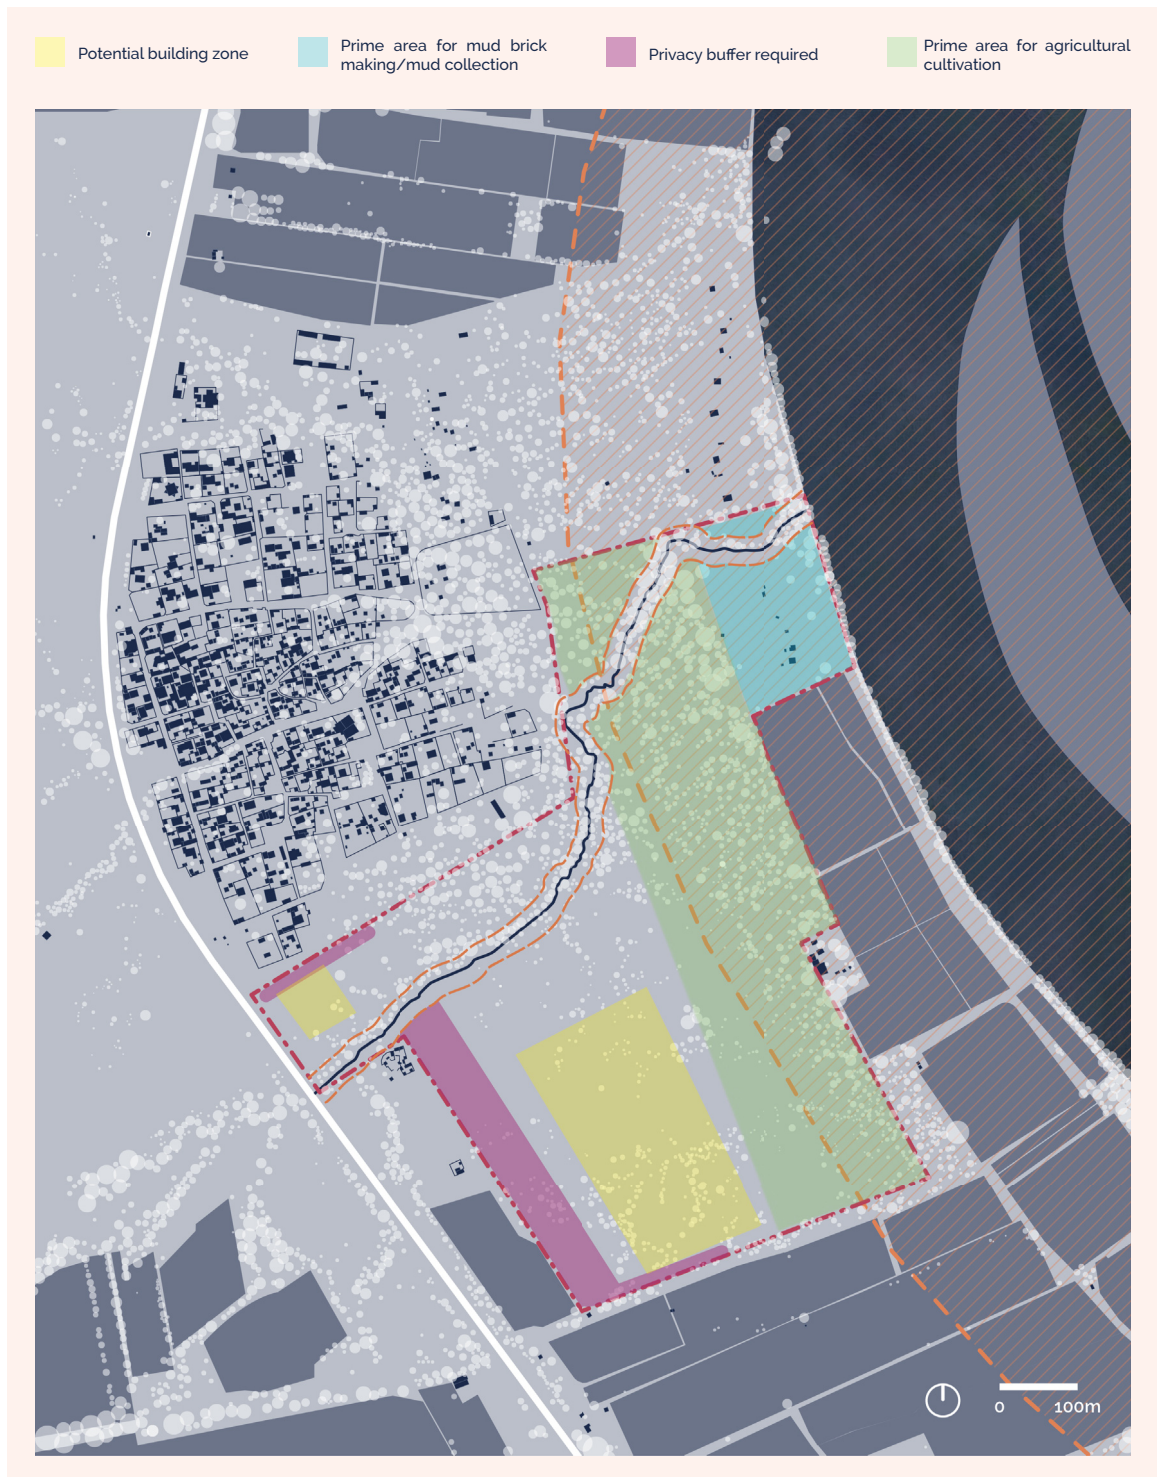 Potential building zone
Prime area for mud brick
making/mud collection
Privacy buffer required
Prime area for agricultural
cultivation
0 100m